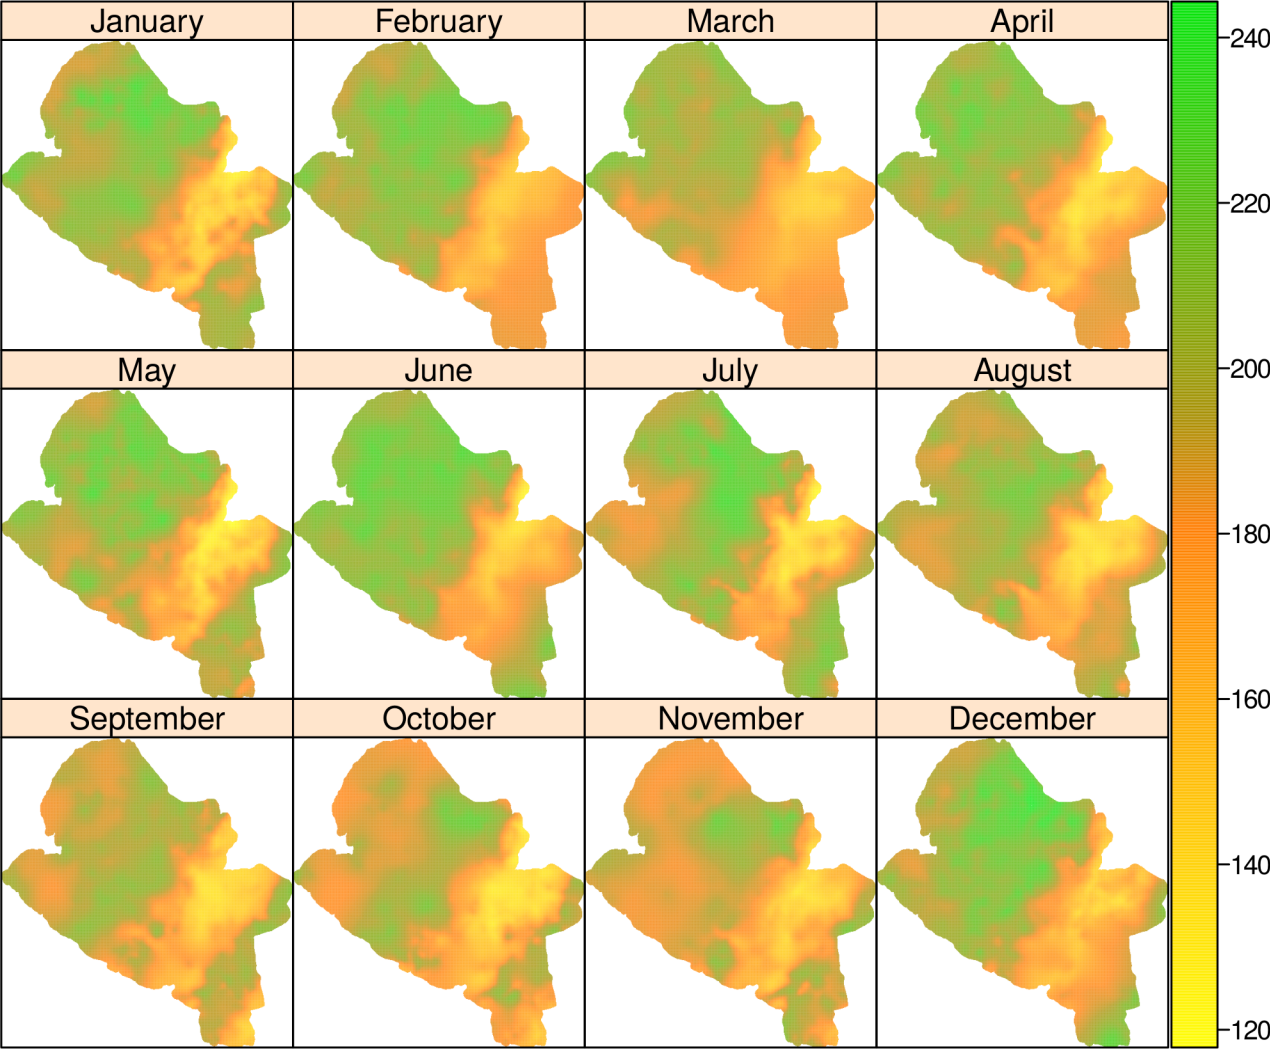 January
February
March
April
May
June
July
August
September
October
November
December
240
220
200
180
160
140
120